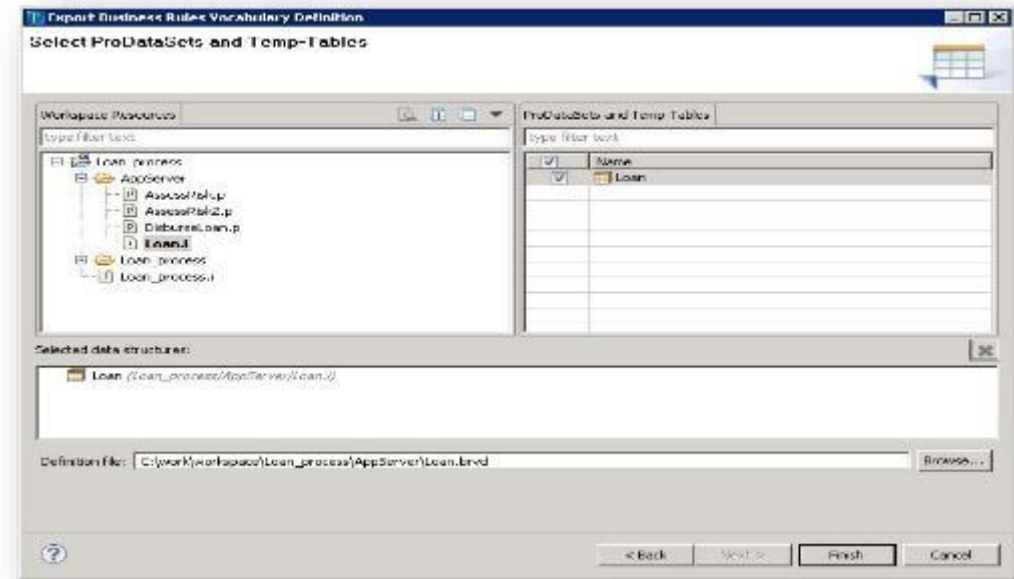 Export Business Rules Vocabulary Definition
Select ProDataSets and Temp-Tables
Workspace Resources
ProDataSets and Temp Tables
type filter text
type filter text
Name
Loan
Loan_process
AppServer
AssessRisk.p
AssessRisk2.p
DisburseLoan.p
Loan.i
Loan_process
Loan_process.i
Selected data structures:
Loan (Loan_process/AppServer/Loan.i)
Definition file: C:\work\workspace\Loan_process\AppServer\Loan.brvd Browse...
< Back Next > Finish Cancel